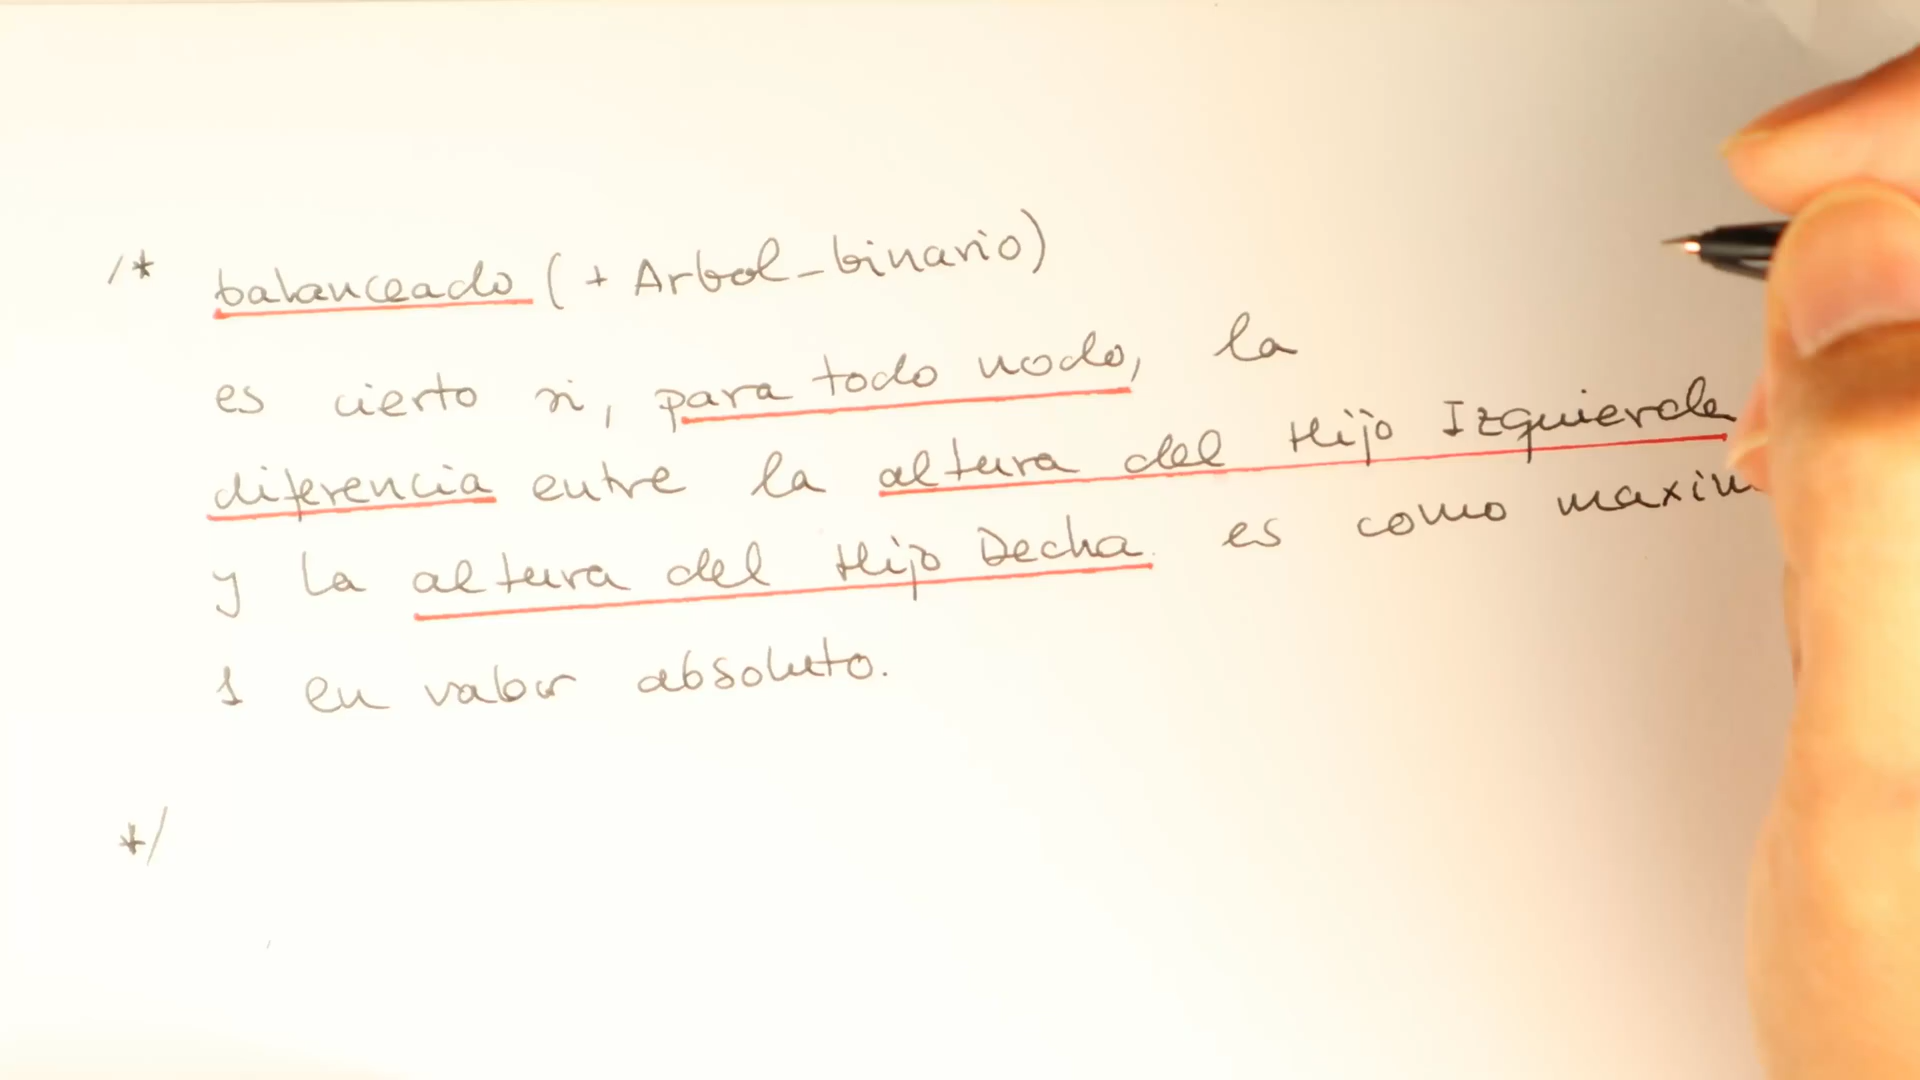 /* balanceado (+ Arbol_binario)
es cierto si, para todo nodo, la
diferencia entre la altura del Hijo Izquierdo
y la altura del Hijo Decha. es como
1 en valor absoluto.
*/